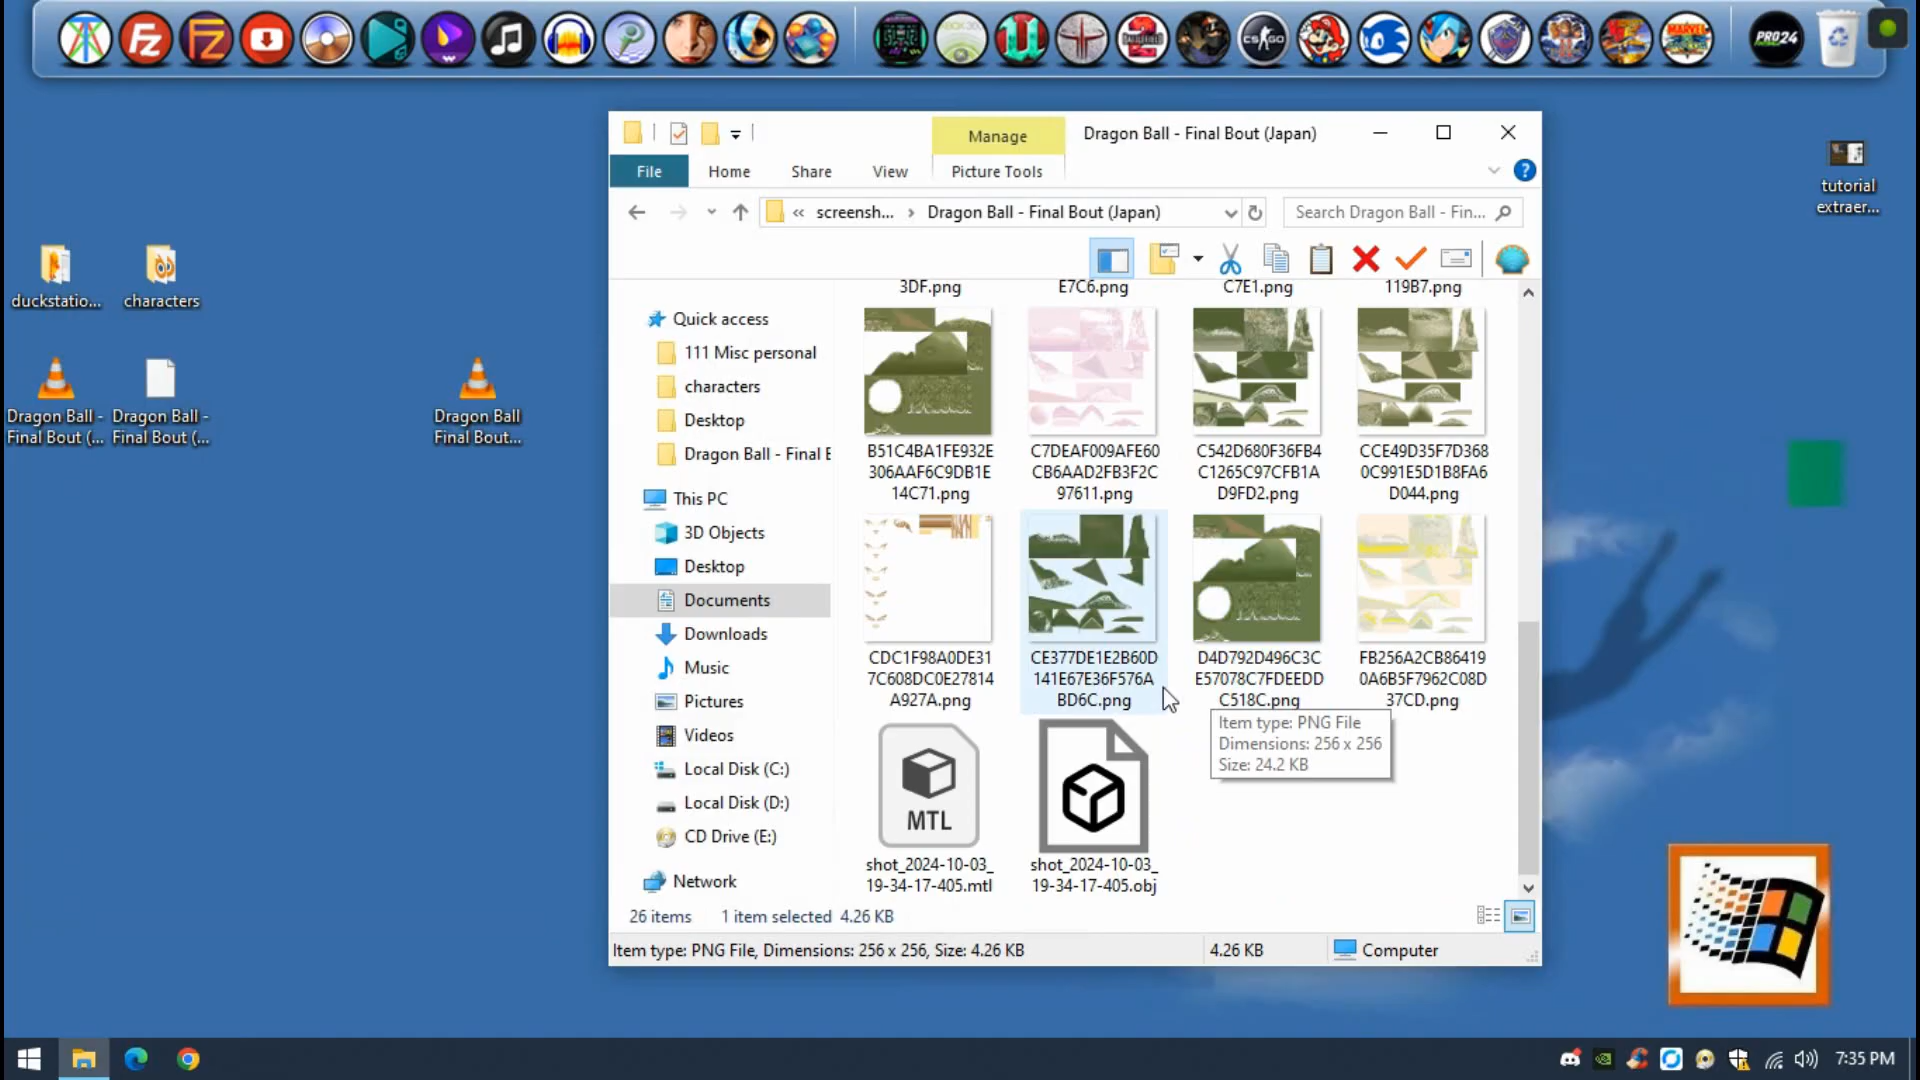 CS:GO
BATTLEFIELD
MARVEL
PRO24
Manage
Dragon Ball - Final Bout (Japan)
File
Home
Share
View
Picture Tools
«
screensh...
Dragon Ball - Final Bout (Japan)
Search Dragon Ball - Fin...
tutorial
extraer...
duckstatio...
characters
Dragon Ball -
Final Bout (...
Dragon Ball -
Final Bout (...
Dragon Ball
Final Bout...
Quick access
111 Misc personal
characters
Desktop
Dragon Ball - Final E
This PC
3D Objects
Desktop
Documents
Downloads
Music
Pictures
Videos
Local Disk (C:)
Local Disk (D:)
CD Drive (E:)
Network
3DF.png
E7C6.png
C7E1.png
119B7.png
B51C4BA1FE932E
306AAF6C9DB1E
14C71.png
C7DEAF009AFE60
CB6AAD2FB3F2C
97611.png
C542D680F36FB4
C1265C97CFB1A
D9FD2.png
CCE49D35F7D368
0C991E5D1B8FA6
D044.png
CDC1F98A0DE31
7C608DC0E27814
A927A.png
CE377DE1E2B60D
141E67E36F576A
BD6C.png
D4D792D496C3C
E57078C7FDEEDD
C518C.png
FB256A2CB86419
0A6B5F7962C08D
37CD.png
Item type: PNG File
Dimensions: 256 x 256
Size: 24.2 KB
MTL
shot_2024-10-03_
19-34-17-405.mtl
shot_2024-10-03_
19-34-17-405.obj
26 items
1 item selected 4.26 KB
Item type: PNG File, Dimensions: 256 x 256, Size: 4.26 KB
4.26 KB
Computer
7:35 PM